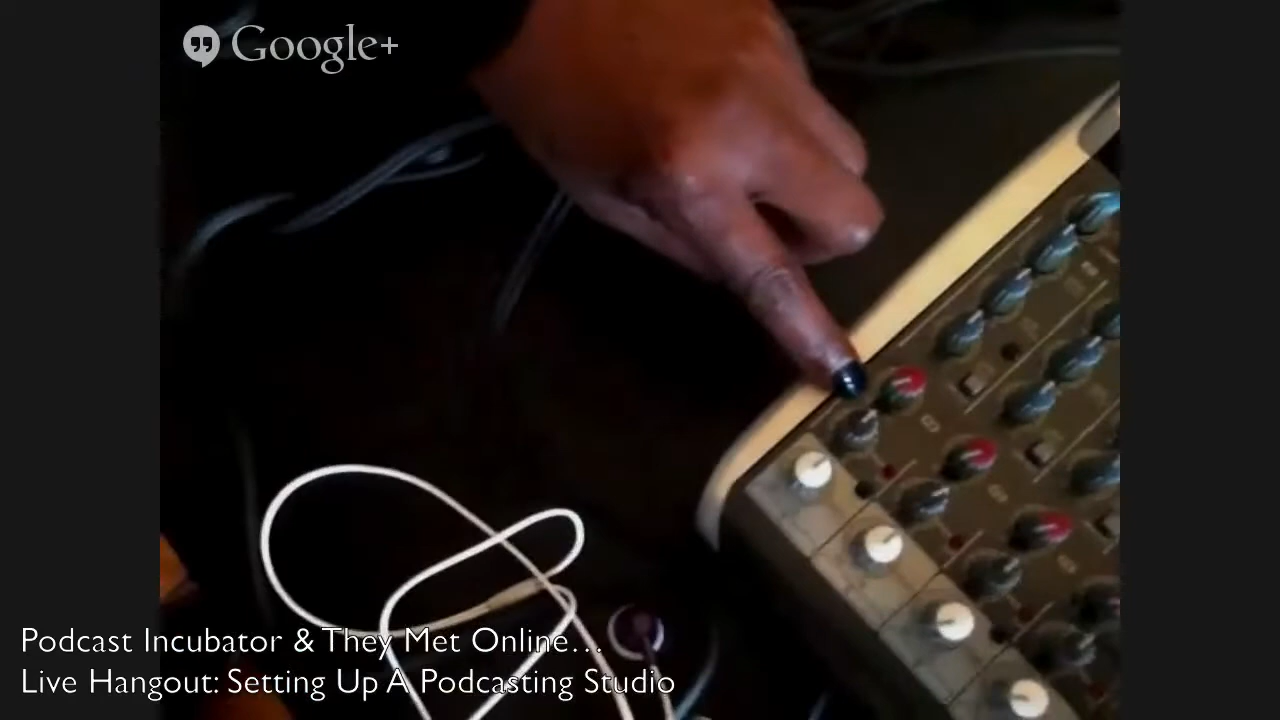 Google+
Podcast Incubator & They Met Online...
Live Hangout: Setting Up A Podcasting Studio